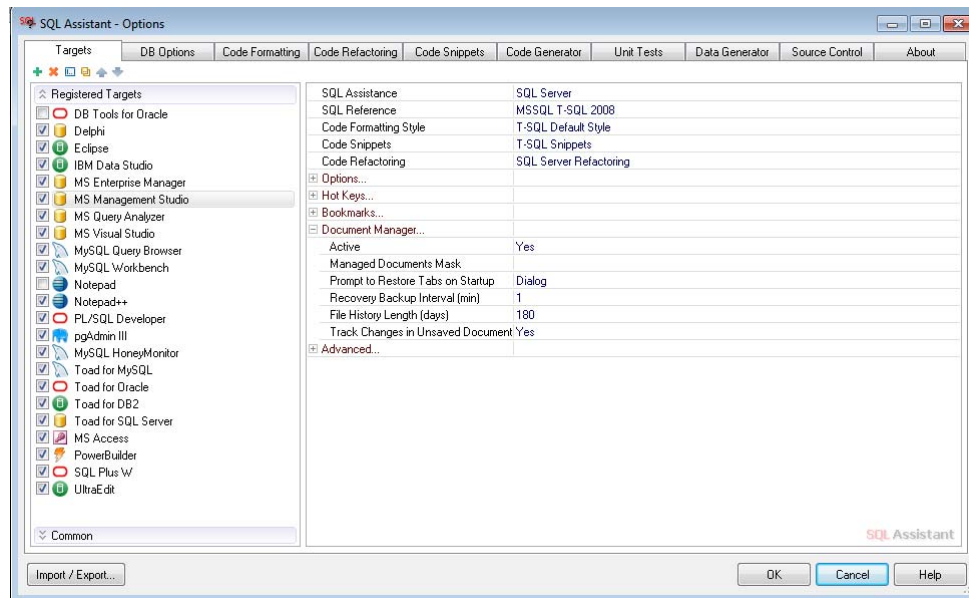 SQL Assistant - Options
Targets
DB Options
Code Formatting
Code Refactoring
Code Snippets
Code Generator
Unit Tests
Data Generator
Source Control
About
Registered Targets
DB Tools for Oracle
Delphi
Eclipse
IBM Data Studio
MS Enterprise Manager
MS Management Studio
MS Query Analyzer
MS Visual Studio
MySQL Query Browser
MySQL Workbench
Notepad
Notepad++
PL/SQL Developer
pgAdmin III
MySQL HoneyMonitor
Toad for MySQL
Toad for Oracle
Toad for DB2
Toad for SQL Server
MS Access
PowerBuilder
SQL Plus W
UltraEdit
Common
SQL Assistance SQL Server
SQL Reference MSSQL T-SQL 2008
Code Formatting Style T-SQL Default Style
Code Snippets T-SQL Snippets
Code Refactoring SQL Server Refactoring
Options...
Hot Keys...
Bookmarks...
Document Manager...
Active Yes
Managed Documents Mask
Prompt to Restore Tabs on Startup Dialog
Recovery Backup Interval (min) 1
File History Length (days) 180
Track Changes in Unsaved Document Yes
Advanced...
SQL Assistant
Import / Export...
OK
Cancel
Help